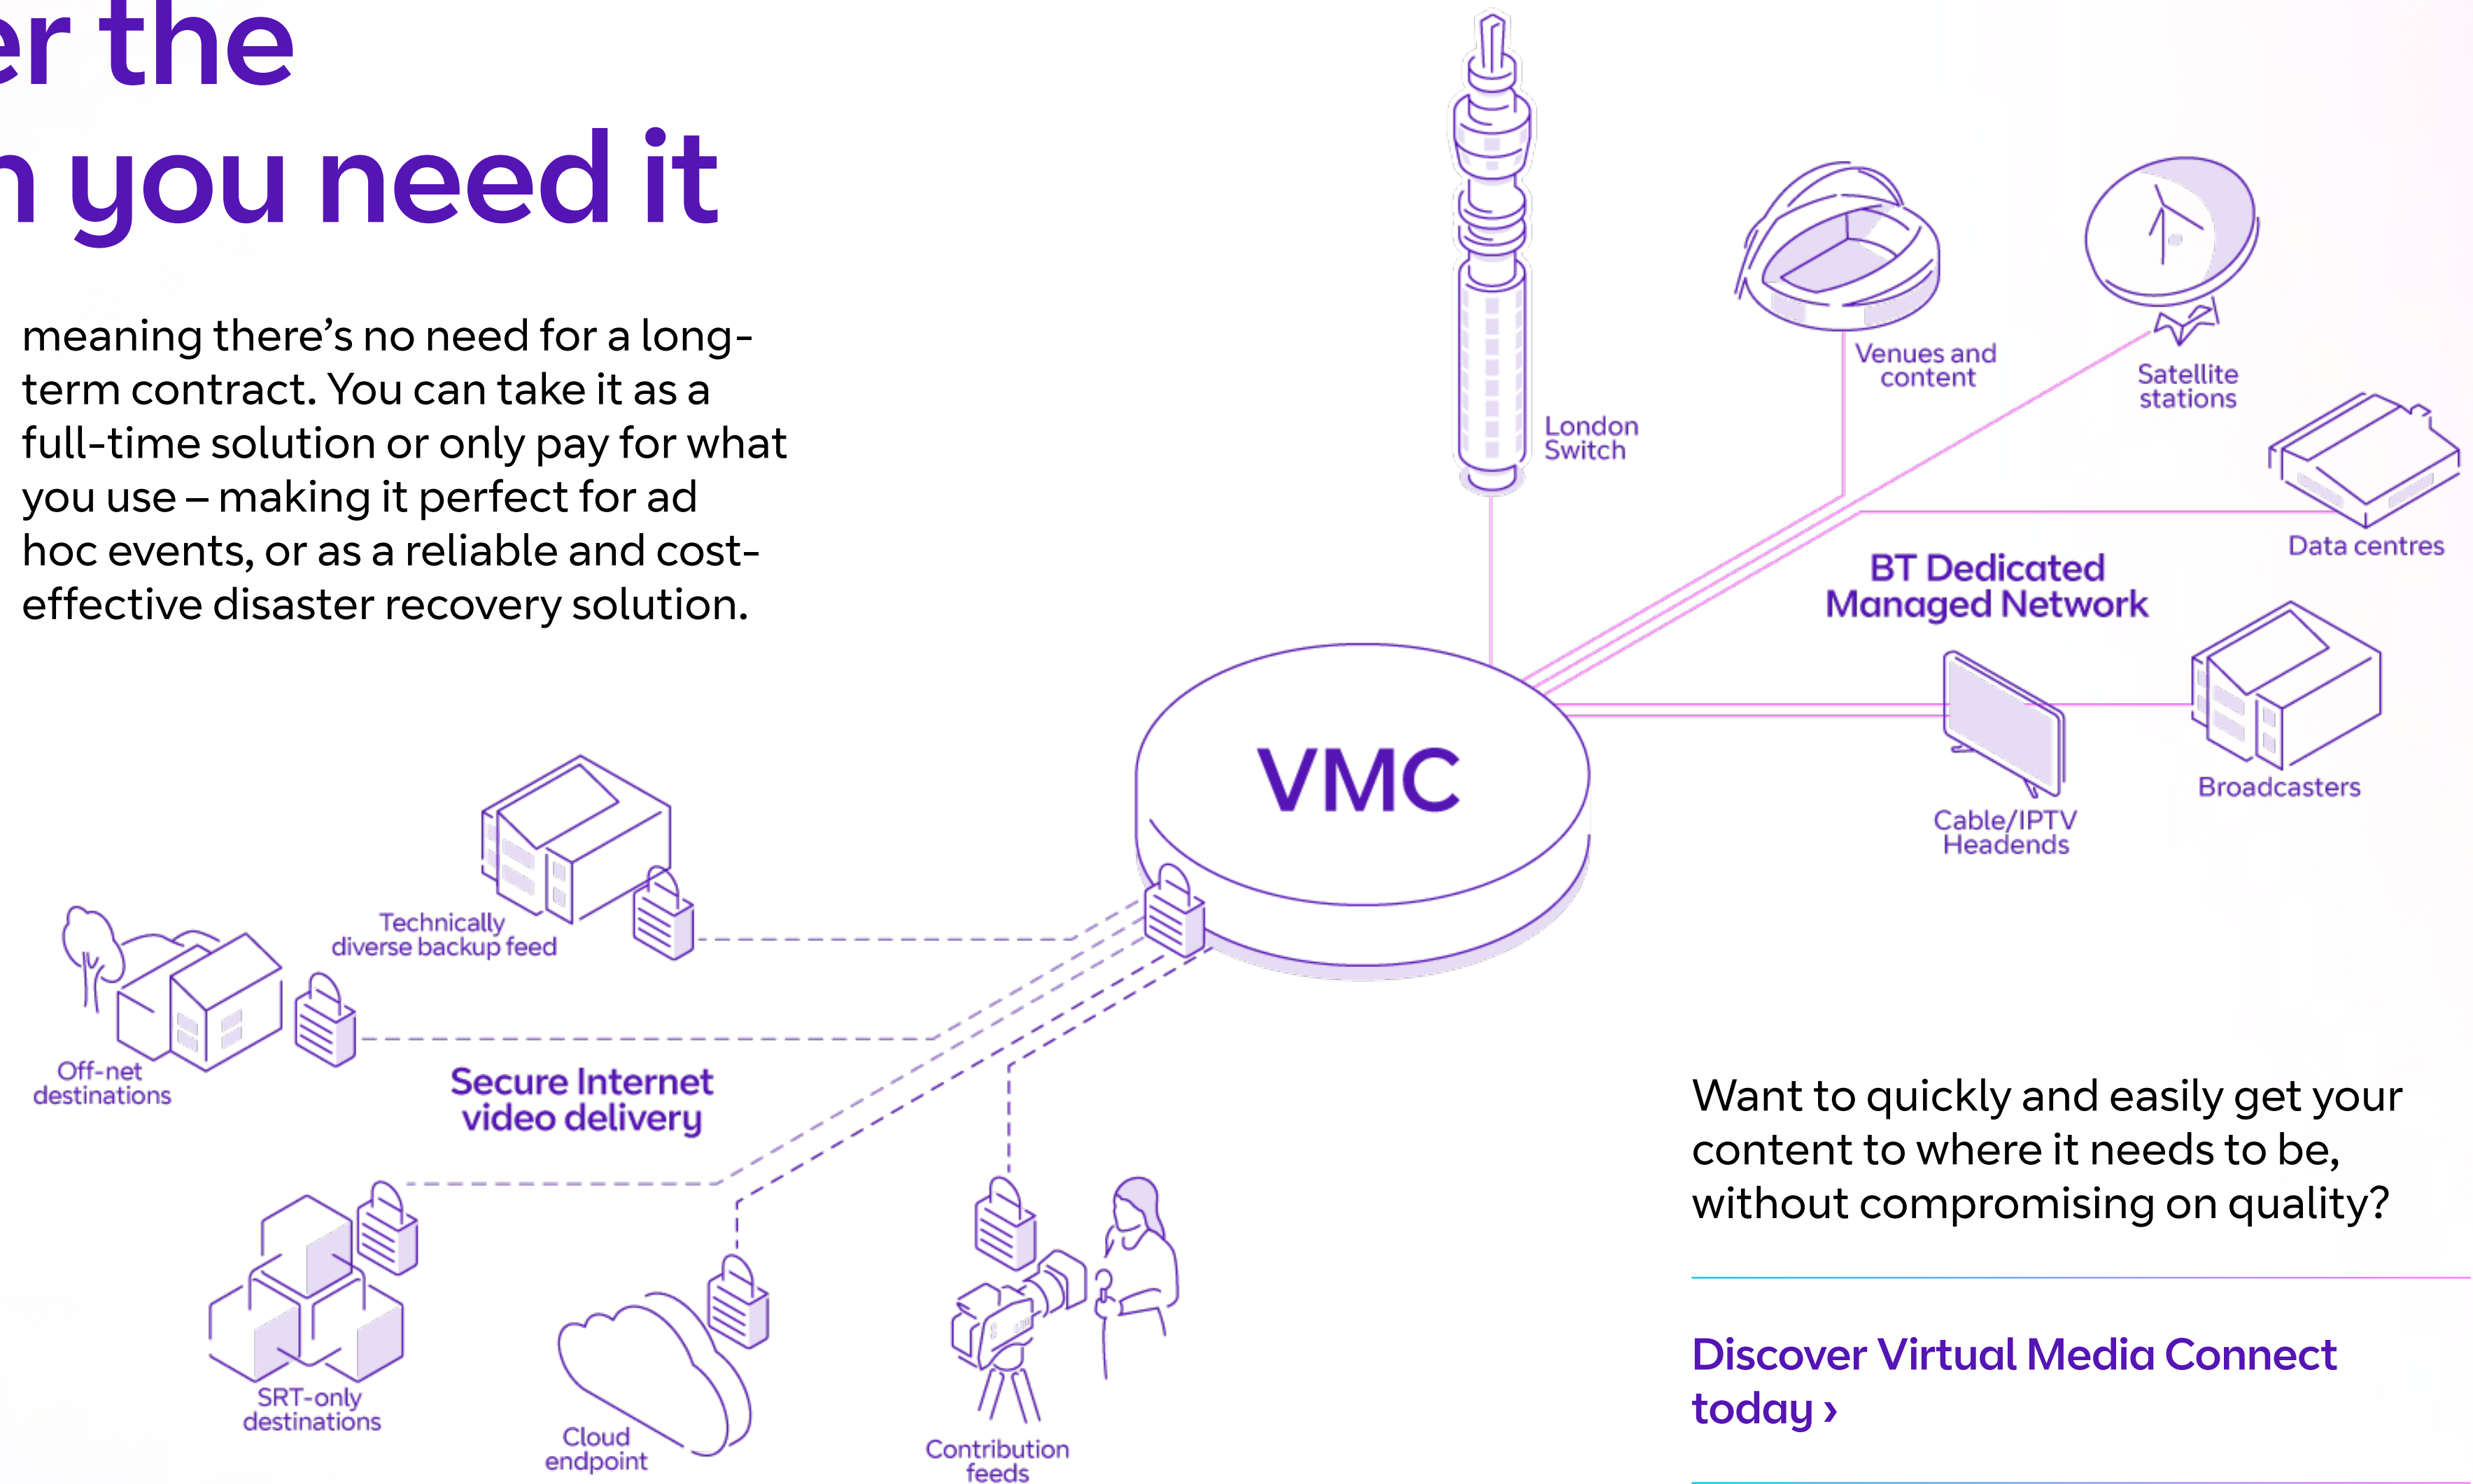 er the
n you need it
meaning there’s no need for a long-
term contract. You can take it as a
full-time solution or only pay for what
you use – making it perfect for ad
hoc events, or as a reliable and cost-
effective disaster recovery solution.
London
Switch
Venues and
content
Satellite
stations
Data centres
BT Dedicated
Managed Network
Broadcasters
Cable/IPTV
Headends
VMC
Technically
diverse backup feed
Off-net
destinations
Secure Internet
video delivery
SRT-only
destinations
Cloud
endpoint
Contribution
feeds
Want to quickly and easily get your
content to where it needs to be,
without compromising on quality?
Discover Virtual Media Connect
today ›